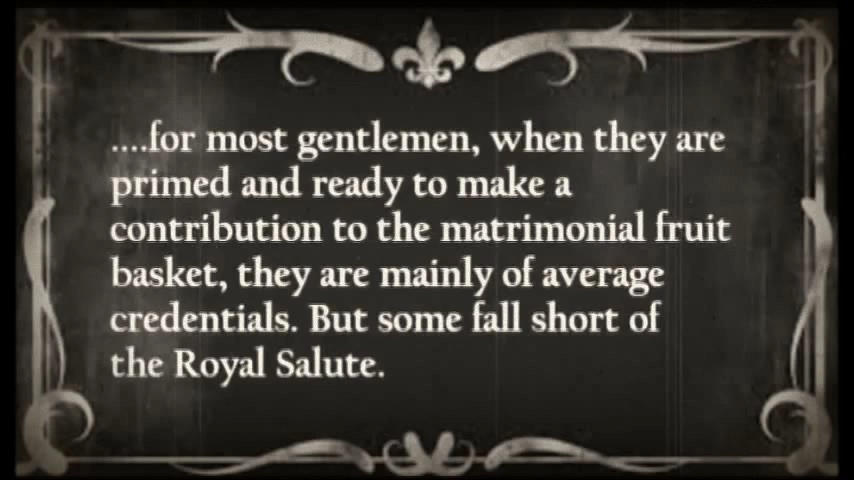 ....for most gentlemen, when they are
primed and ready to make a
contribution to the matrimonial fruit
basket, they are mainly of average
credentials. But some fall short of
the Royal Salute.